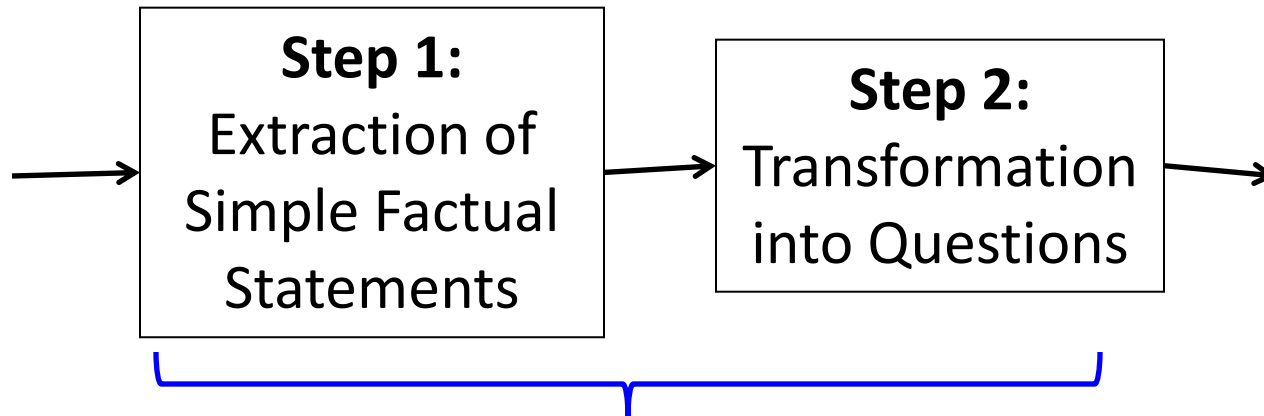 Step 1:
Extraction of
Simple Factual
Statements
Step 2:
Transformation
into Questions